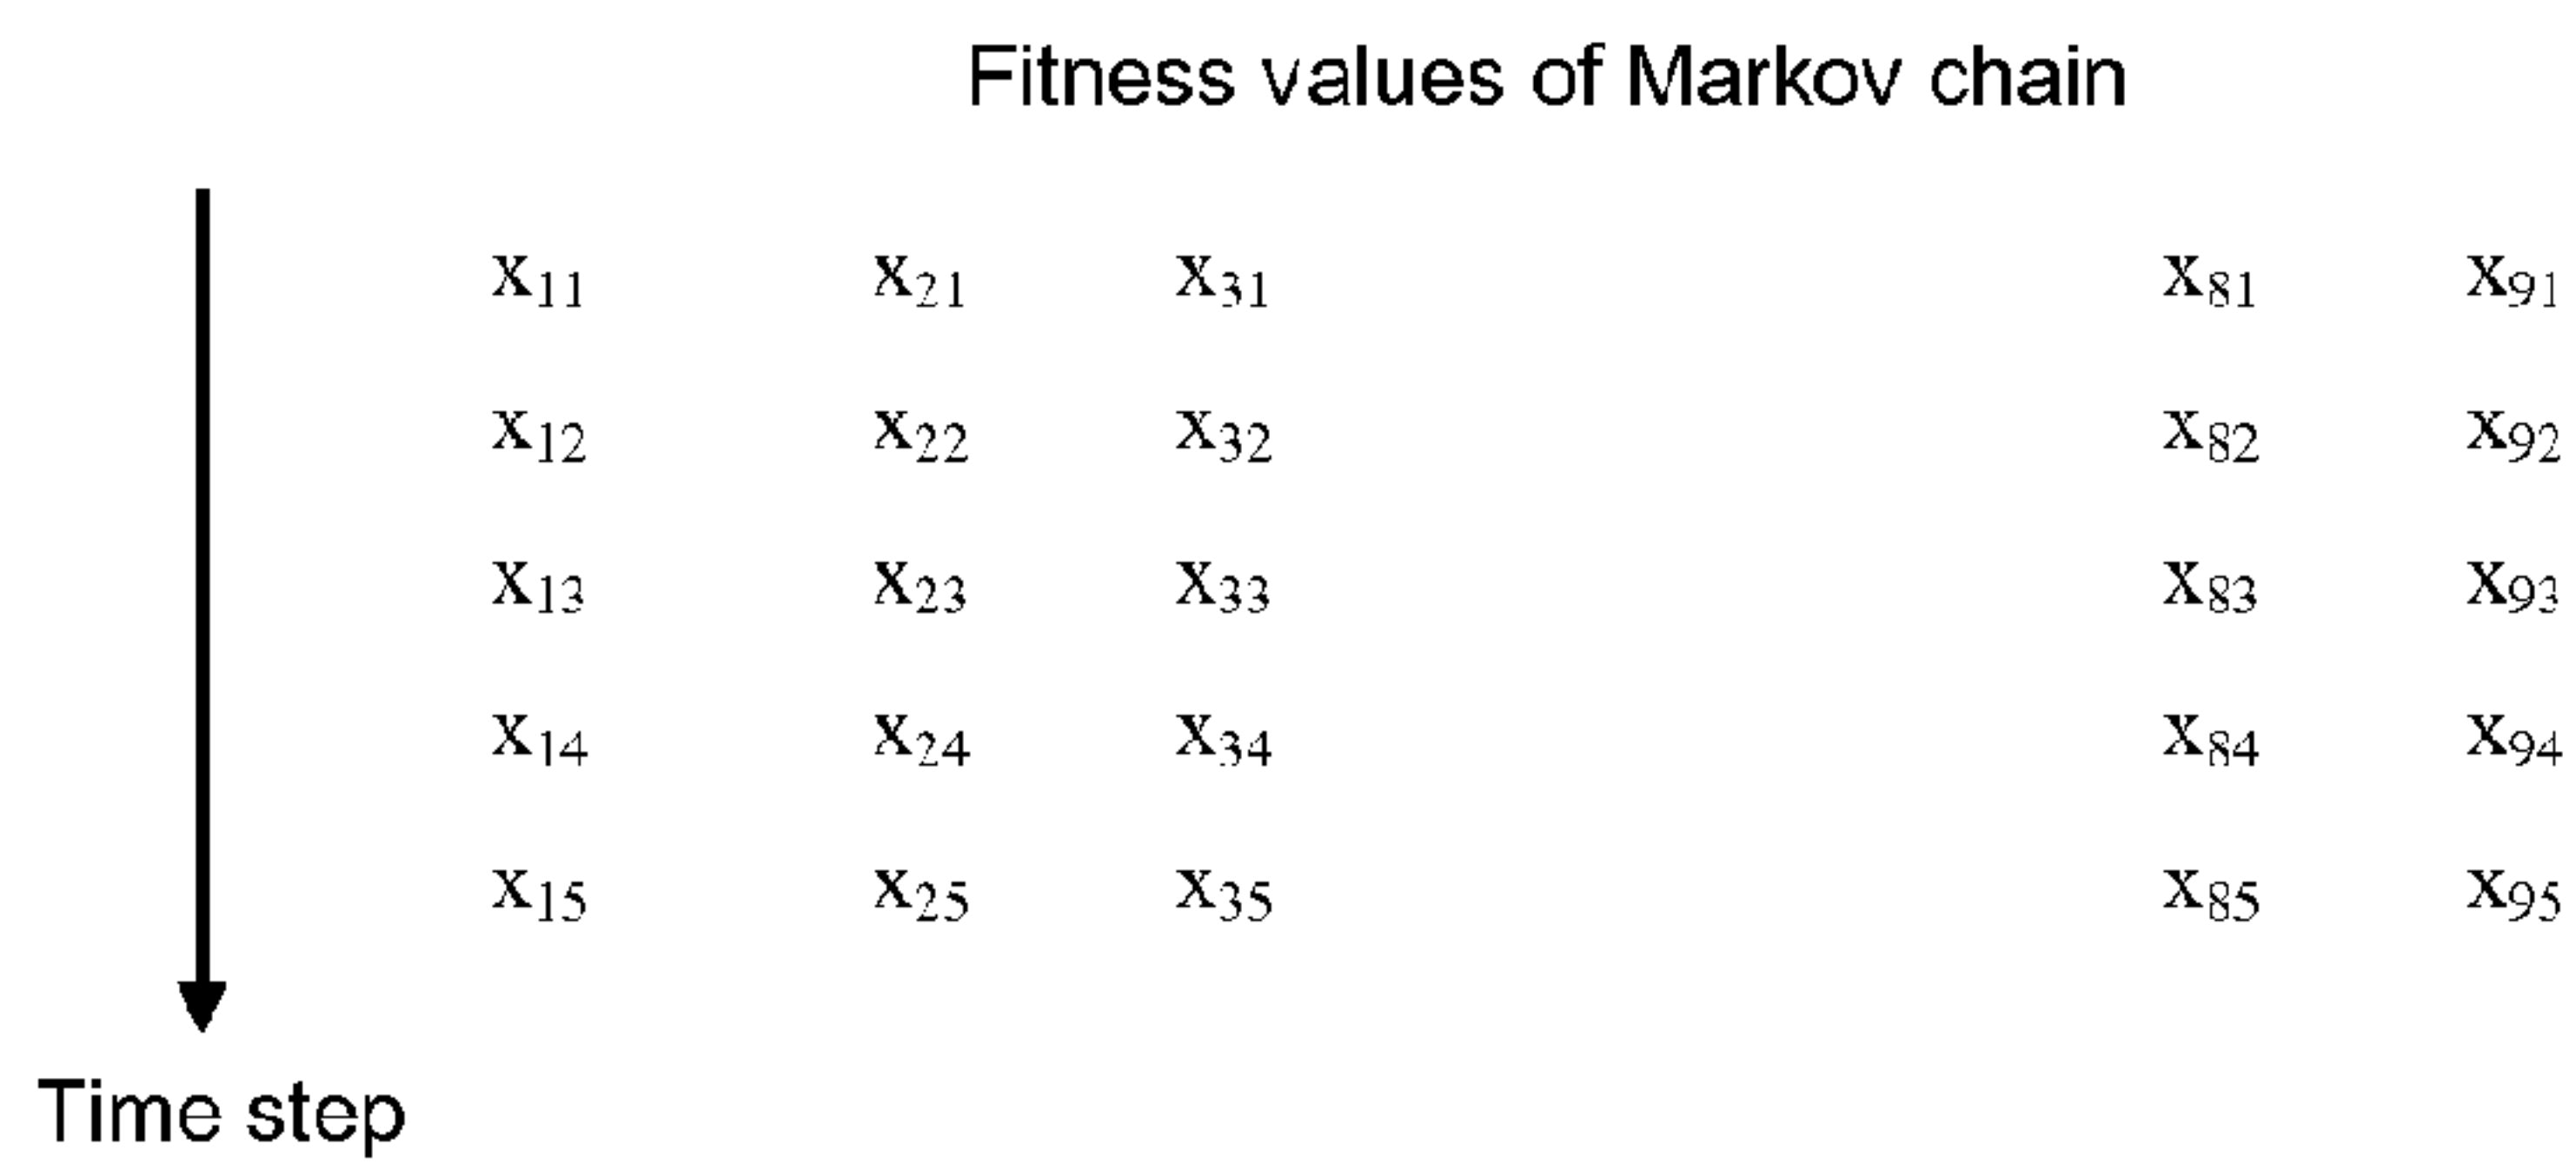 Fitness values of Markov chain
x₁₁ x₂₁ x₃₁ x₈₁ x₉₁
x₁₂ x₂₂ x₃₂ x₈₂ x₉₂
x₁₃ x₂₃ x₃₃ x₈₃ x₉₃
x₁₄ x₂₄ x₃₄ x₈₄ x₉₄
x₁₅ x₂₅ x₃₅ x₈₅ x₉₅
Time step